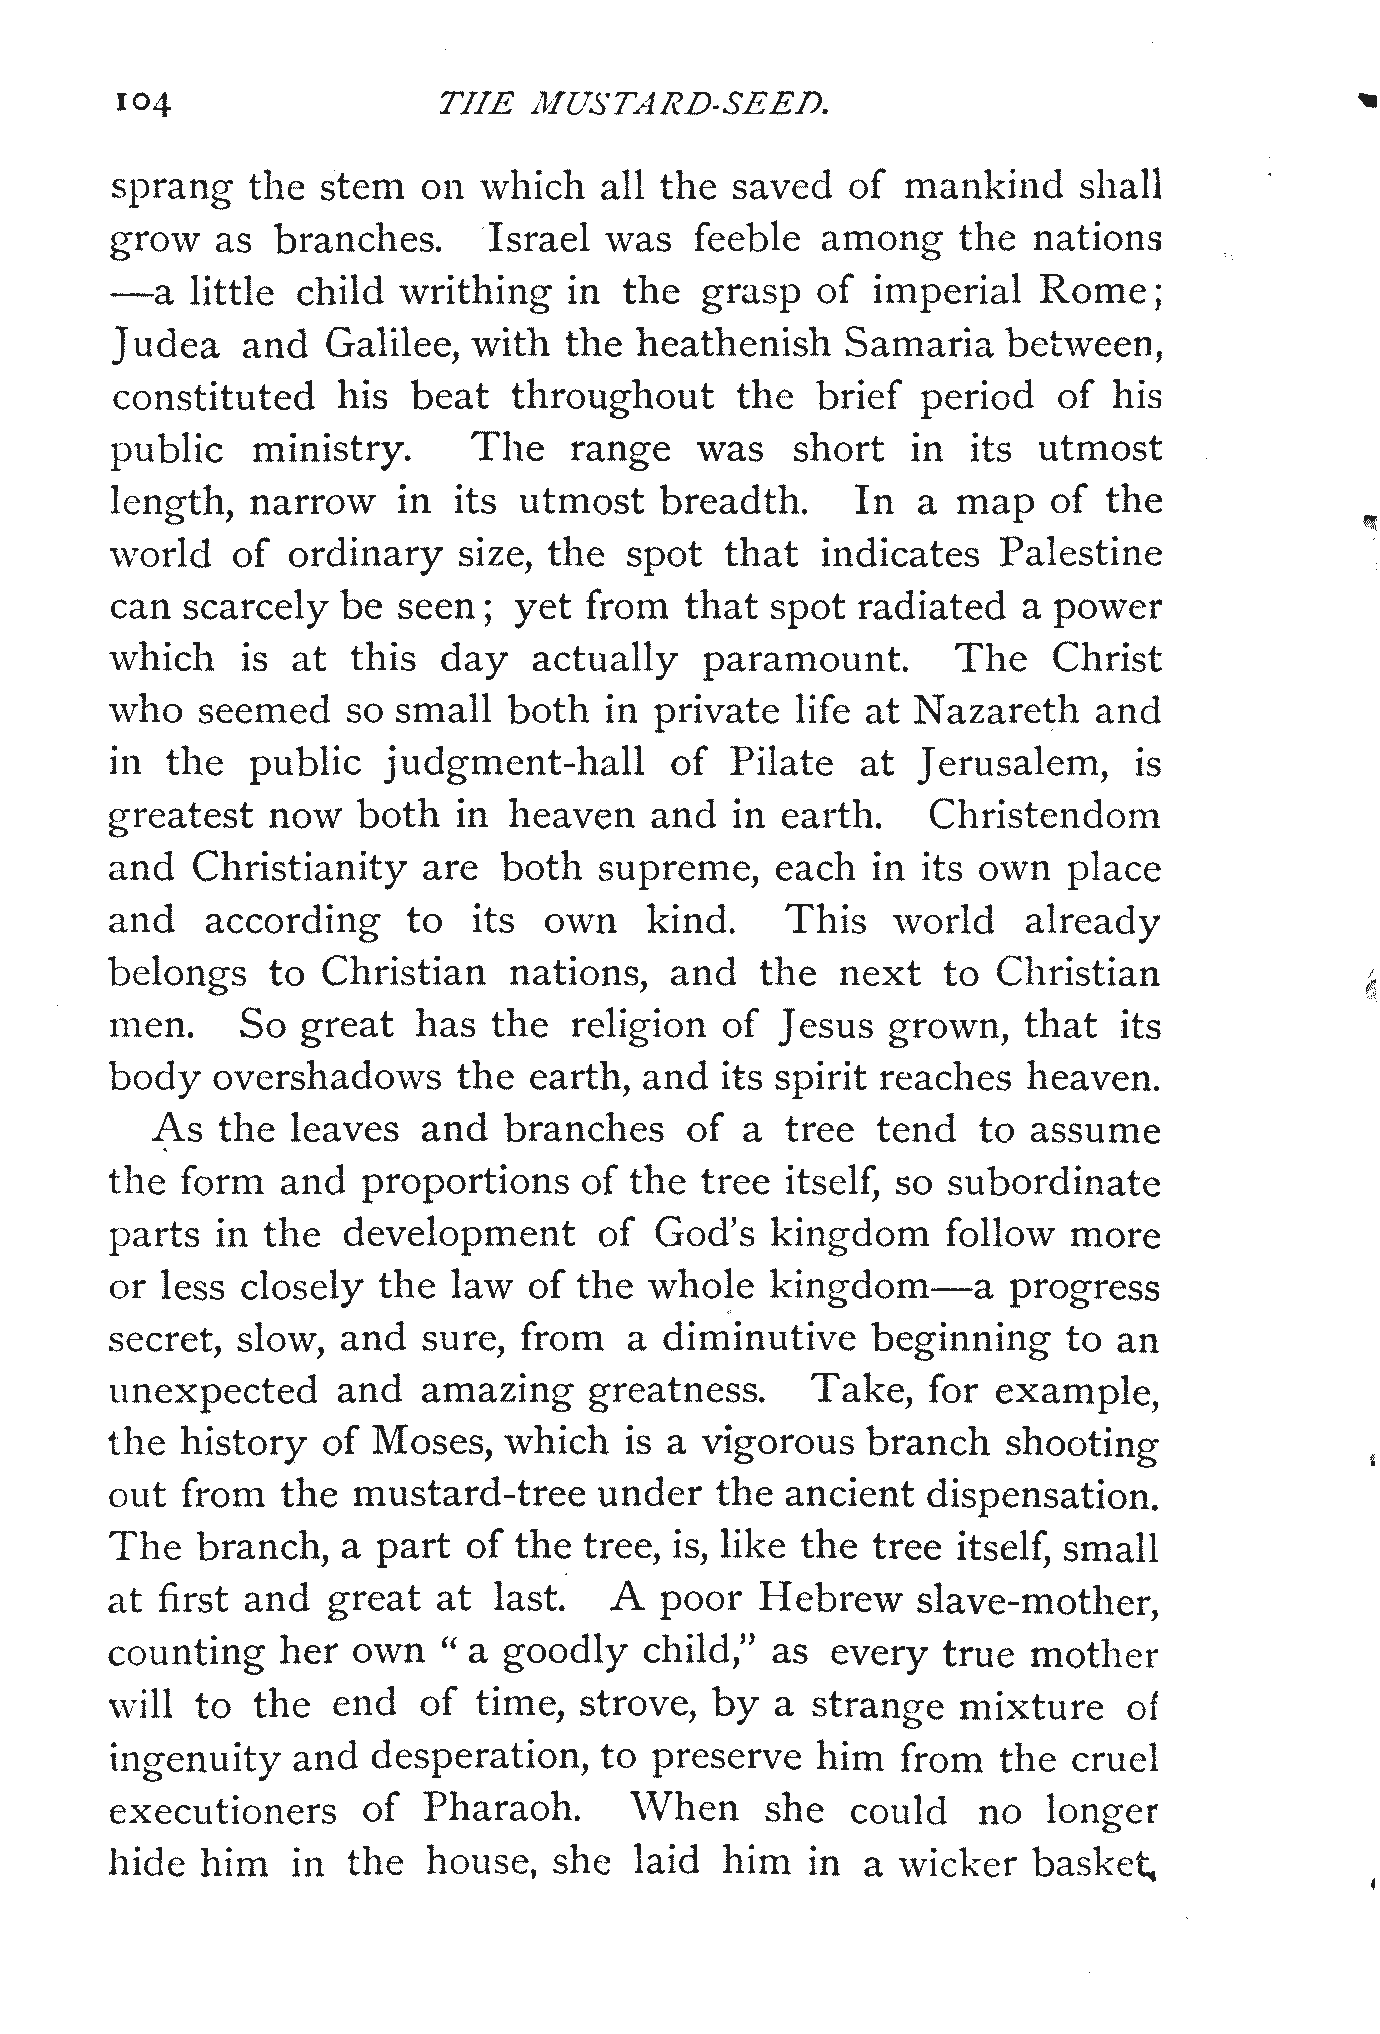 104 THE MUSTARD-SEED.
sprang the stem on which all the saved of mankind shall
grow as branches. Israel was feeble among the nations
—a little child writhing in the grasp of imperial Rome;
Judea and Galilee, with the heathenish Samaria between,
constituted his beat throughout the brief period of his
public ministry. The range was short in its utmost
length, narrow in its utmost breadth. In a map of the
world of ordinary size, the spot that indicates Palestine
can scarcely be seen; yet from that spot radiated a power
which is at this day actually paramount. The Christ
who seemed so small both in private life at Nazareth and
in the public judgment-hall of Pilate at Jerusalem, is
greatest now both in heaven and in earth. Christendom
and Christianity are both supreme, each in its own place
and according to its own kind. This world already
belongs to Christian nations, and the next to Christian
men. So great has the religion of Jesus grown, that its
body overshadows the earth, and its spirit reaches heaven.
As the leaves and branches of a tree tend to assume
the form and proportions of the tree itself, so subordinate
parts in the development of God's kingdom follow more
or less closely the law of the whole kingdom—a progress
secret, slow, and sure, from a diminutive beginning to an
unexpected and amazing greatness. Take, for example,
the history of Moses, which is a vigorous branch shooting
out from the mustard-tree under the ancient dispensation.
The branch, a part of the tree, is, like the tree itself, small
at first and great at last. A poor Hebrew slave-mother,
counting her own “ a goodly child,” as every true mother
will to the end of time, strove, by a strange mixture of
ingenuity and desperation, to preserve him from the cruel
executioners of Pharaoh. When she could no longer
hide him in the house, she laid him in a wicker basket,